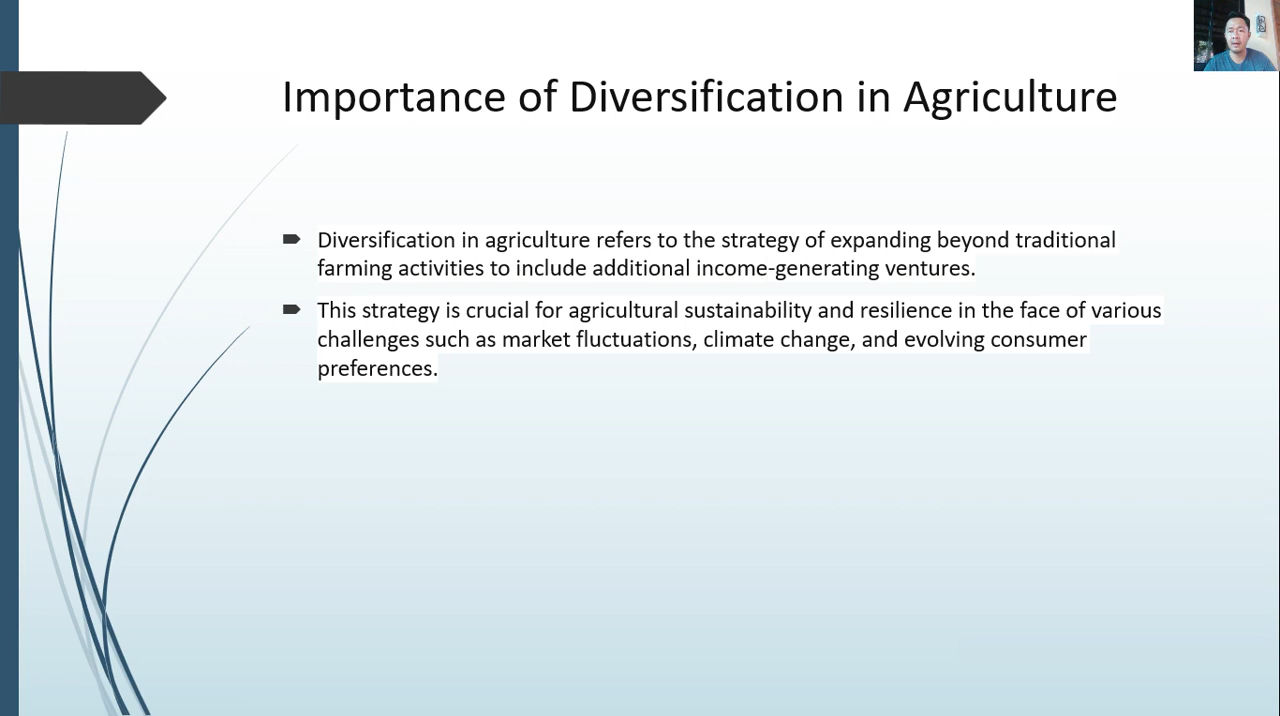 Importance of Diversification in Agriculture
Diversification in agriculture refers to the strategy of expanding beyond traditional
farming activities to include additional income-generating ventures.
This strategy is crucial for agricultural sustainability and resilience in the face of various
challenges such as market fluctuations, climate change, and evolving consumer
preferences.